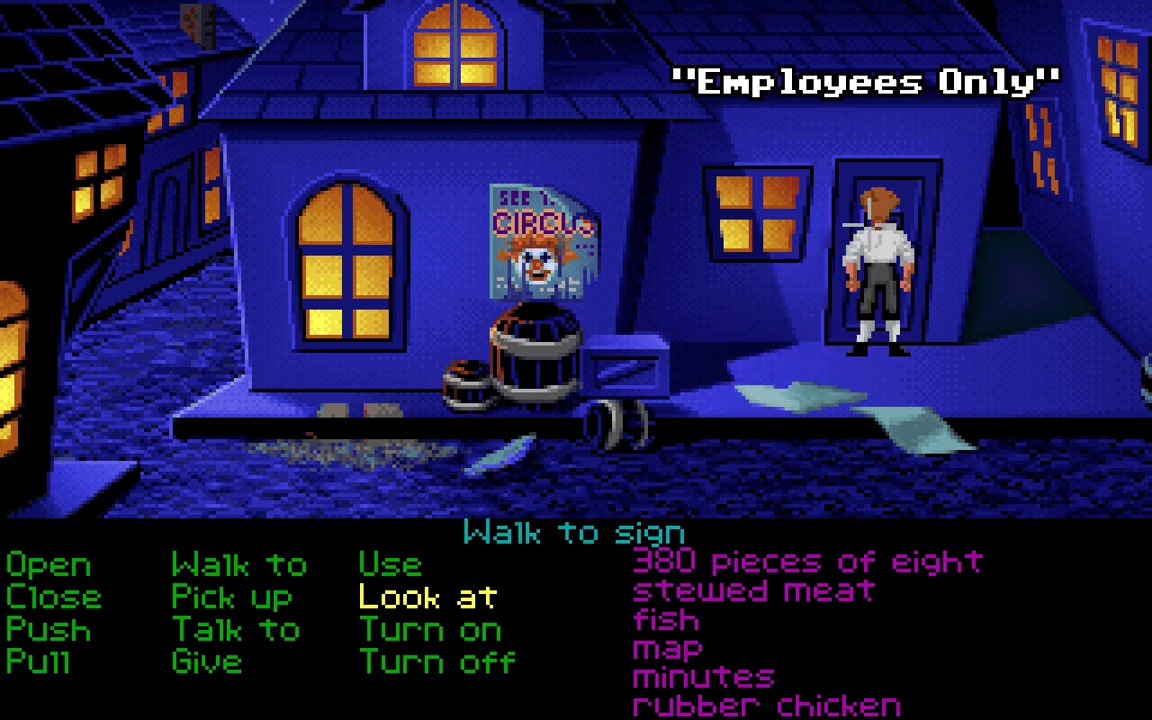 "Employees Only"
SEE
CIRCUS
Walk to sign
Open
Close
Push
Pull
Walk to
Pick up
Talk to
Give
Use
Look at
Turn on
Turn off
380 pieces of eight
stewed meat
fish
map
minutes
rubber chicken